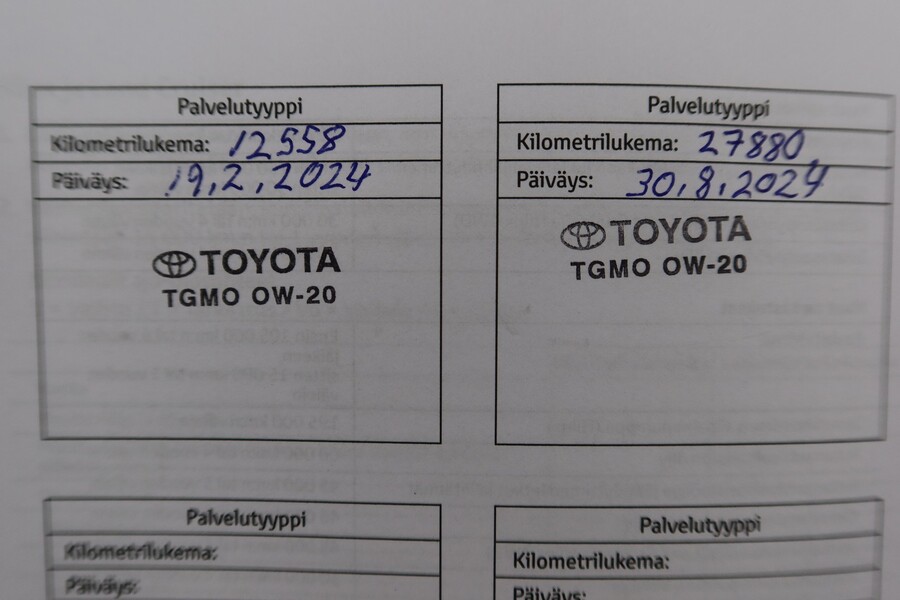 Palvelutyyppi
Kilometrilukema: 12558
Päiväys: 19.2.2024
TOYOTA
TGMO 0W-20
Palvelutyyppi
Kilometrilukema: 27880
Päiväys: 30.8.2024
TOYOTA
TGMO 0W-20
Palvelutyyppi
Kilometrilukema:
Päiväys:
Palvelutyyppi
Kilometrilukema:
Päiväys: